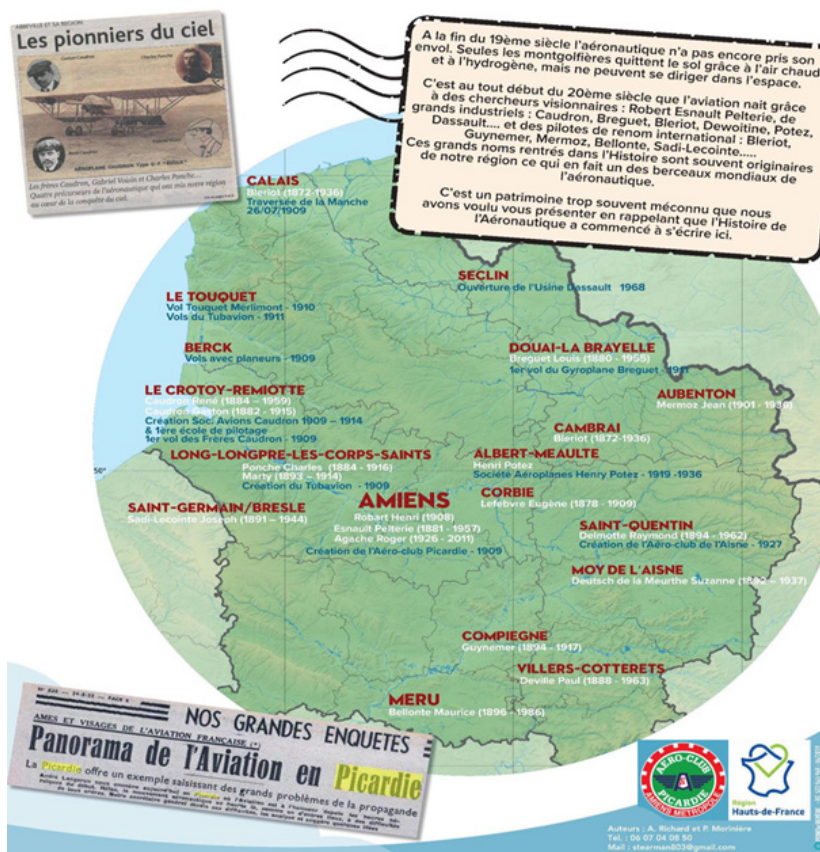 ABBEVILLE ET SA REGION
Les pionniers du ciel
Gaston Caudron
Charles Ponche
René Caudron
Gabriel Voisin
AÉROPLANE CAUDRON Type G.
Les frères Caudron, Gabriel Voisin et Charles Ponche...
Quatre précurseurs de l'aéronautique qui ont mis notre région
au cœur de la conquête du ciel.
A la fin du 19ème siècle l'aéronautique n'a pas encore pris son
envol. Seules les montgolfières quittent le sol grâce à l'air chaud
et à l'hydrogène, mais ne peuvent se diriger dans l'espace.
C'est au tout début du 20ème siècle que l'aviation nait grâce
à des chercheurs visionnaires : Robert Esnault Pelterie, de
grands industriels : Caudron, Breguet, Bleriot, Dewoitine, Potez,
Dassault.... et des pilotes de renom international : Bleriot,
Guynemer, Mermoz, Bellonte, Sadi-Lecointe.....
Ces grands noms rentrés dans l'Histoire sont souvent originaires
de notre région ce qui en fait un des berceaux mondiaux de
l'aéronautique.
C'est un patrimoine trop souvent méconnu que nous
avons voulu vous présenter en rappelant que l'Histoire de
l'Aéronautique a commencé à s'écrire ici.
CALAIS
Bleriot (1872-1936)
Traversée de la Manche
26/07/1909
SECLIN
Ouverture de l'Usine Dassault 1968
LE TOUQUET
Vol Touquet Merlimont - 1910
Vols du Tubavion - 1911
BERCK
Vols avec planeurs - 1909
DOUAI-LA BRAYELLE
Breguet Louis (1880 - 1955)
1er vol du Gyroplane Breguet - 1911
LE CROTOY-REMIOTTE
Caudron René (1884 – 1959)
Caudron Gaston (1882 - 1915)
Création Soc. Avions Caudron 1909 – 1914
& 1ère école de pilotage
1er vol des Frères Caudron - 1909
AUBENTON
Mermoz Jean (1901 - 1936)
CAMBRAI
Bleriot (1872-1936)
LONG-LONGPRE-LES-CORPS-SAINTS
Ponche Charles (1884 - 1916)
Marty (1893 – 1914)
Création du Tubavion - 1909
ALBERT-MEAULTE
Henri Potez
Société Aéroplanes Henry Potez - 1919 -1936
50°
AMIENS
Robart Henri (1908)
Esnault Pelterie (1881 - 1957)
Agache Roger (1926 - 2011)
Création de l'Aéro-club Picardie - 1909
CORBIE
Lefebvre Eugène (1878 - 1909)
SAINT-GERMAIN/BRESLE
Sadi-Lecointe Joseph (1891 – 1944)
SAINT-QUENTIN
Delmotte Raymond (1894 - 1962)
Création de l'Aéro-club de l'Aisne - 1927
MOY DE L'AISNE
Deutsch de la Meurthe Suzanne (1892 – 1937)
COMPIEGNE
Guynemer (1894 - 1917)
VILLERS-COTTERETS
Deville Paul (1888 - 1963)
MERU
Bellonte Maurice (1896 - 1986)
NOS GRANDES ENQUETES
AMES ET VISAGES DE L'AVIATION FRANÇAISE (*)
Panorama de l'Aviation en Picardie
La Picardie offre un exemple saisissant des grands problèmes de la propagande
AÉRO-CLUB
PICARDIE
AMIENS METROPOLE
Région
Hauts-de-France
Auteurs : A. Richard et P. Morinière
Tél. : 06 07 04 08 50
Mail : stearman803@gmail.com